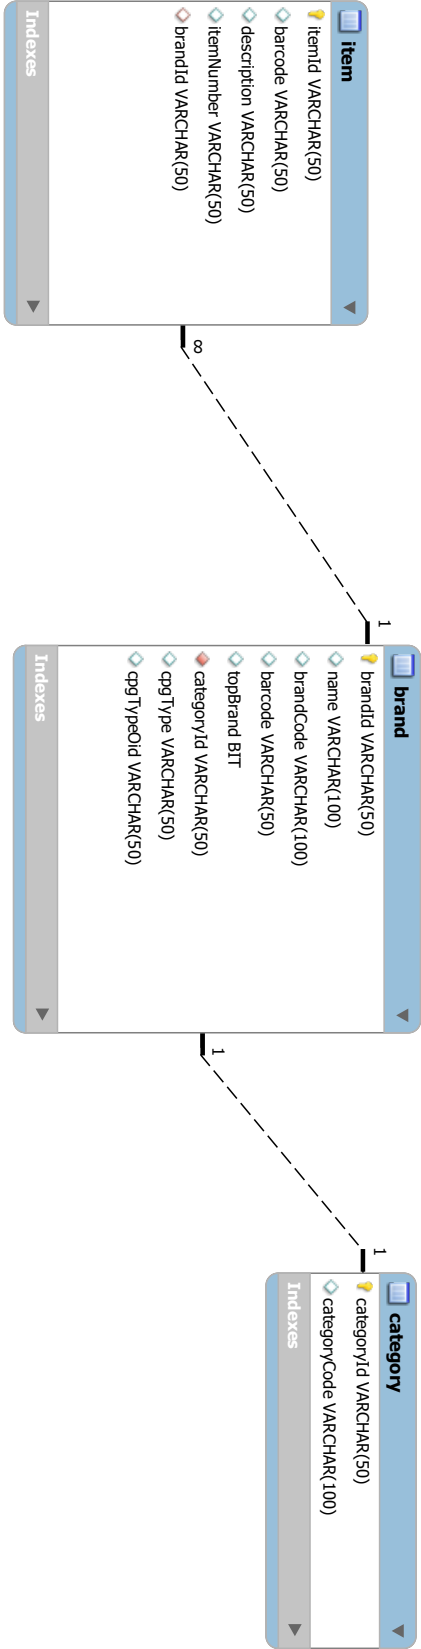 item
itemId VARCHAR(50)
barcode VARCHAR(50)
description VARCHAR(50)
itemNumber VARCHAR(50)
brandId VARCHAR(50)
Indexes
∞
1
brand
brandId VARCHAR(50)
name VARCHAR(100)
brandCode VARCHAR(100)
barcode VARCHAR(50)
topBrand BIT
categoryId VARCHAR(50)
cpgType VARCHAR(50)
cpgTypeOid VARCHAR(50)
Indexes
1
1
category
categoryId VARCHAR(50)
categoryCode VARCHAR(100)
Indexes